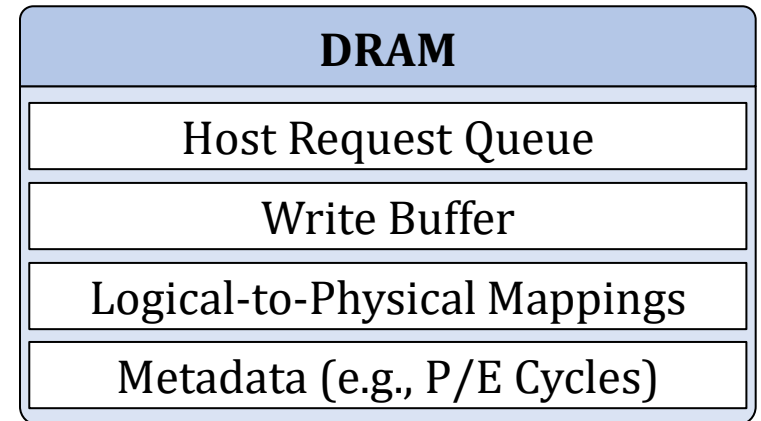 DRAM
Host Request Queue
Write Buffer
Logical-to-Physical Mappings
Metadata (e.g., P/E Cycles)